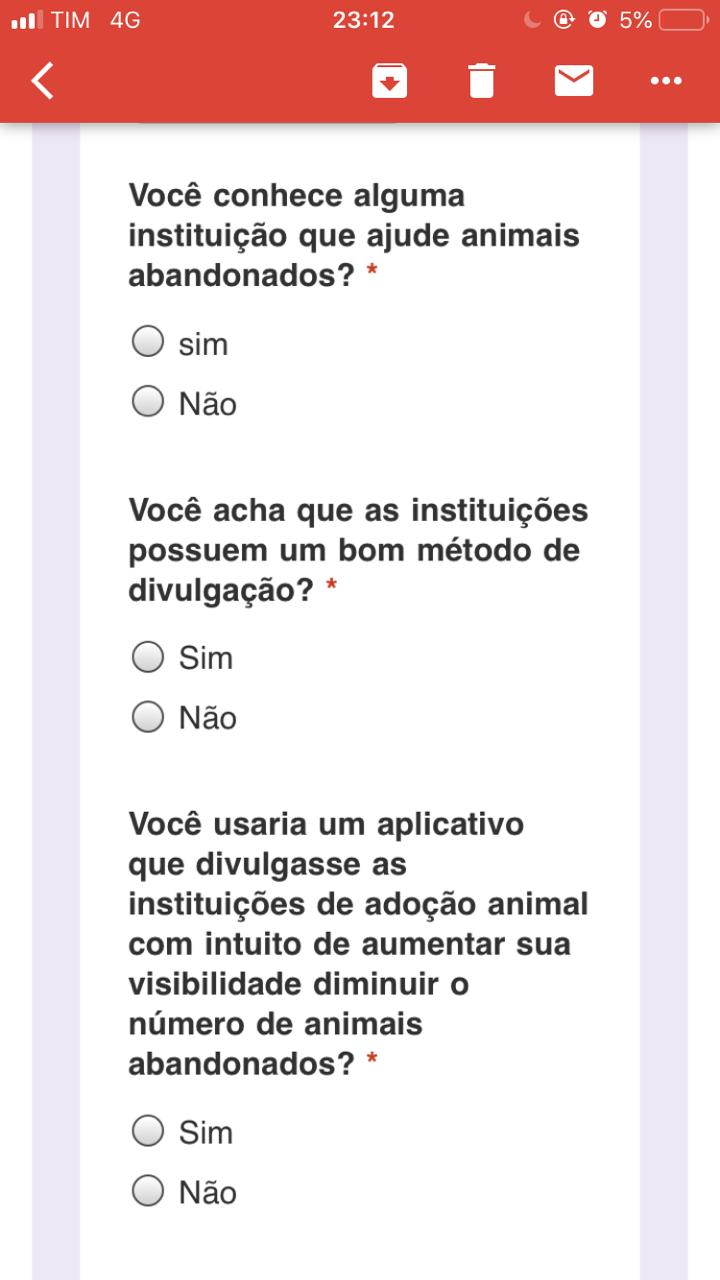 TIM 4G 23:12 5%
Você conhece alguma
instituição que ajude animais
abandonados? *
sim
Não
Você acha que as instituições
possuem um bom método de
divulgação? *
Sim
Não
Você usaria um aplicativo
que divulgasse as
instituições de adoção animal
com intuito de aumentar sua
visibilidade diminuir o
número de animais
abandonados? *
Sim
Não